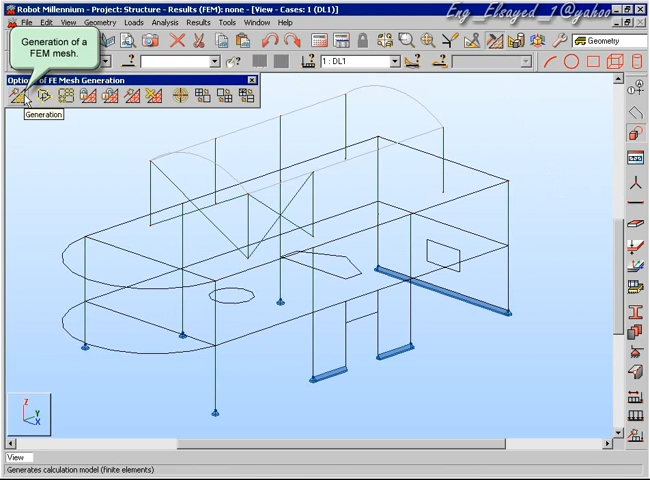 Robot Millennium - Project: Structure - Results (FEM): none - [View - Cases: 1 (DL1)]
Eng_Elsayed_1@yahoo
File Edit View Geometry Loads Analysis Results Tools Window Help
Generation of a
FEM mesh.
Geometry
1 : DL1
Options of FE Mesh Generation
Generation
Z
Y
X
View
Generates calculation model (finite elements)